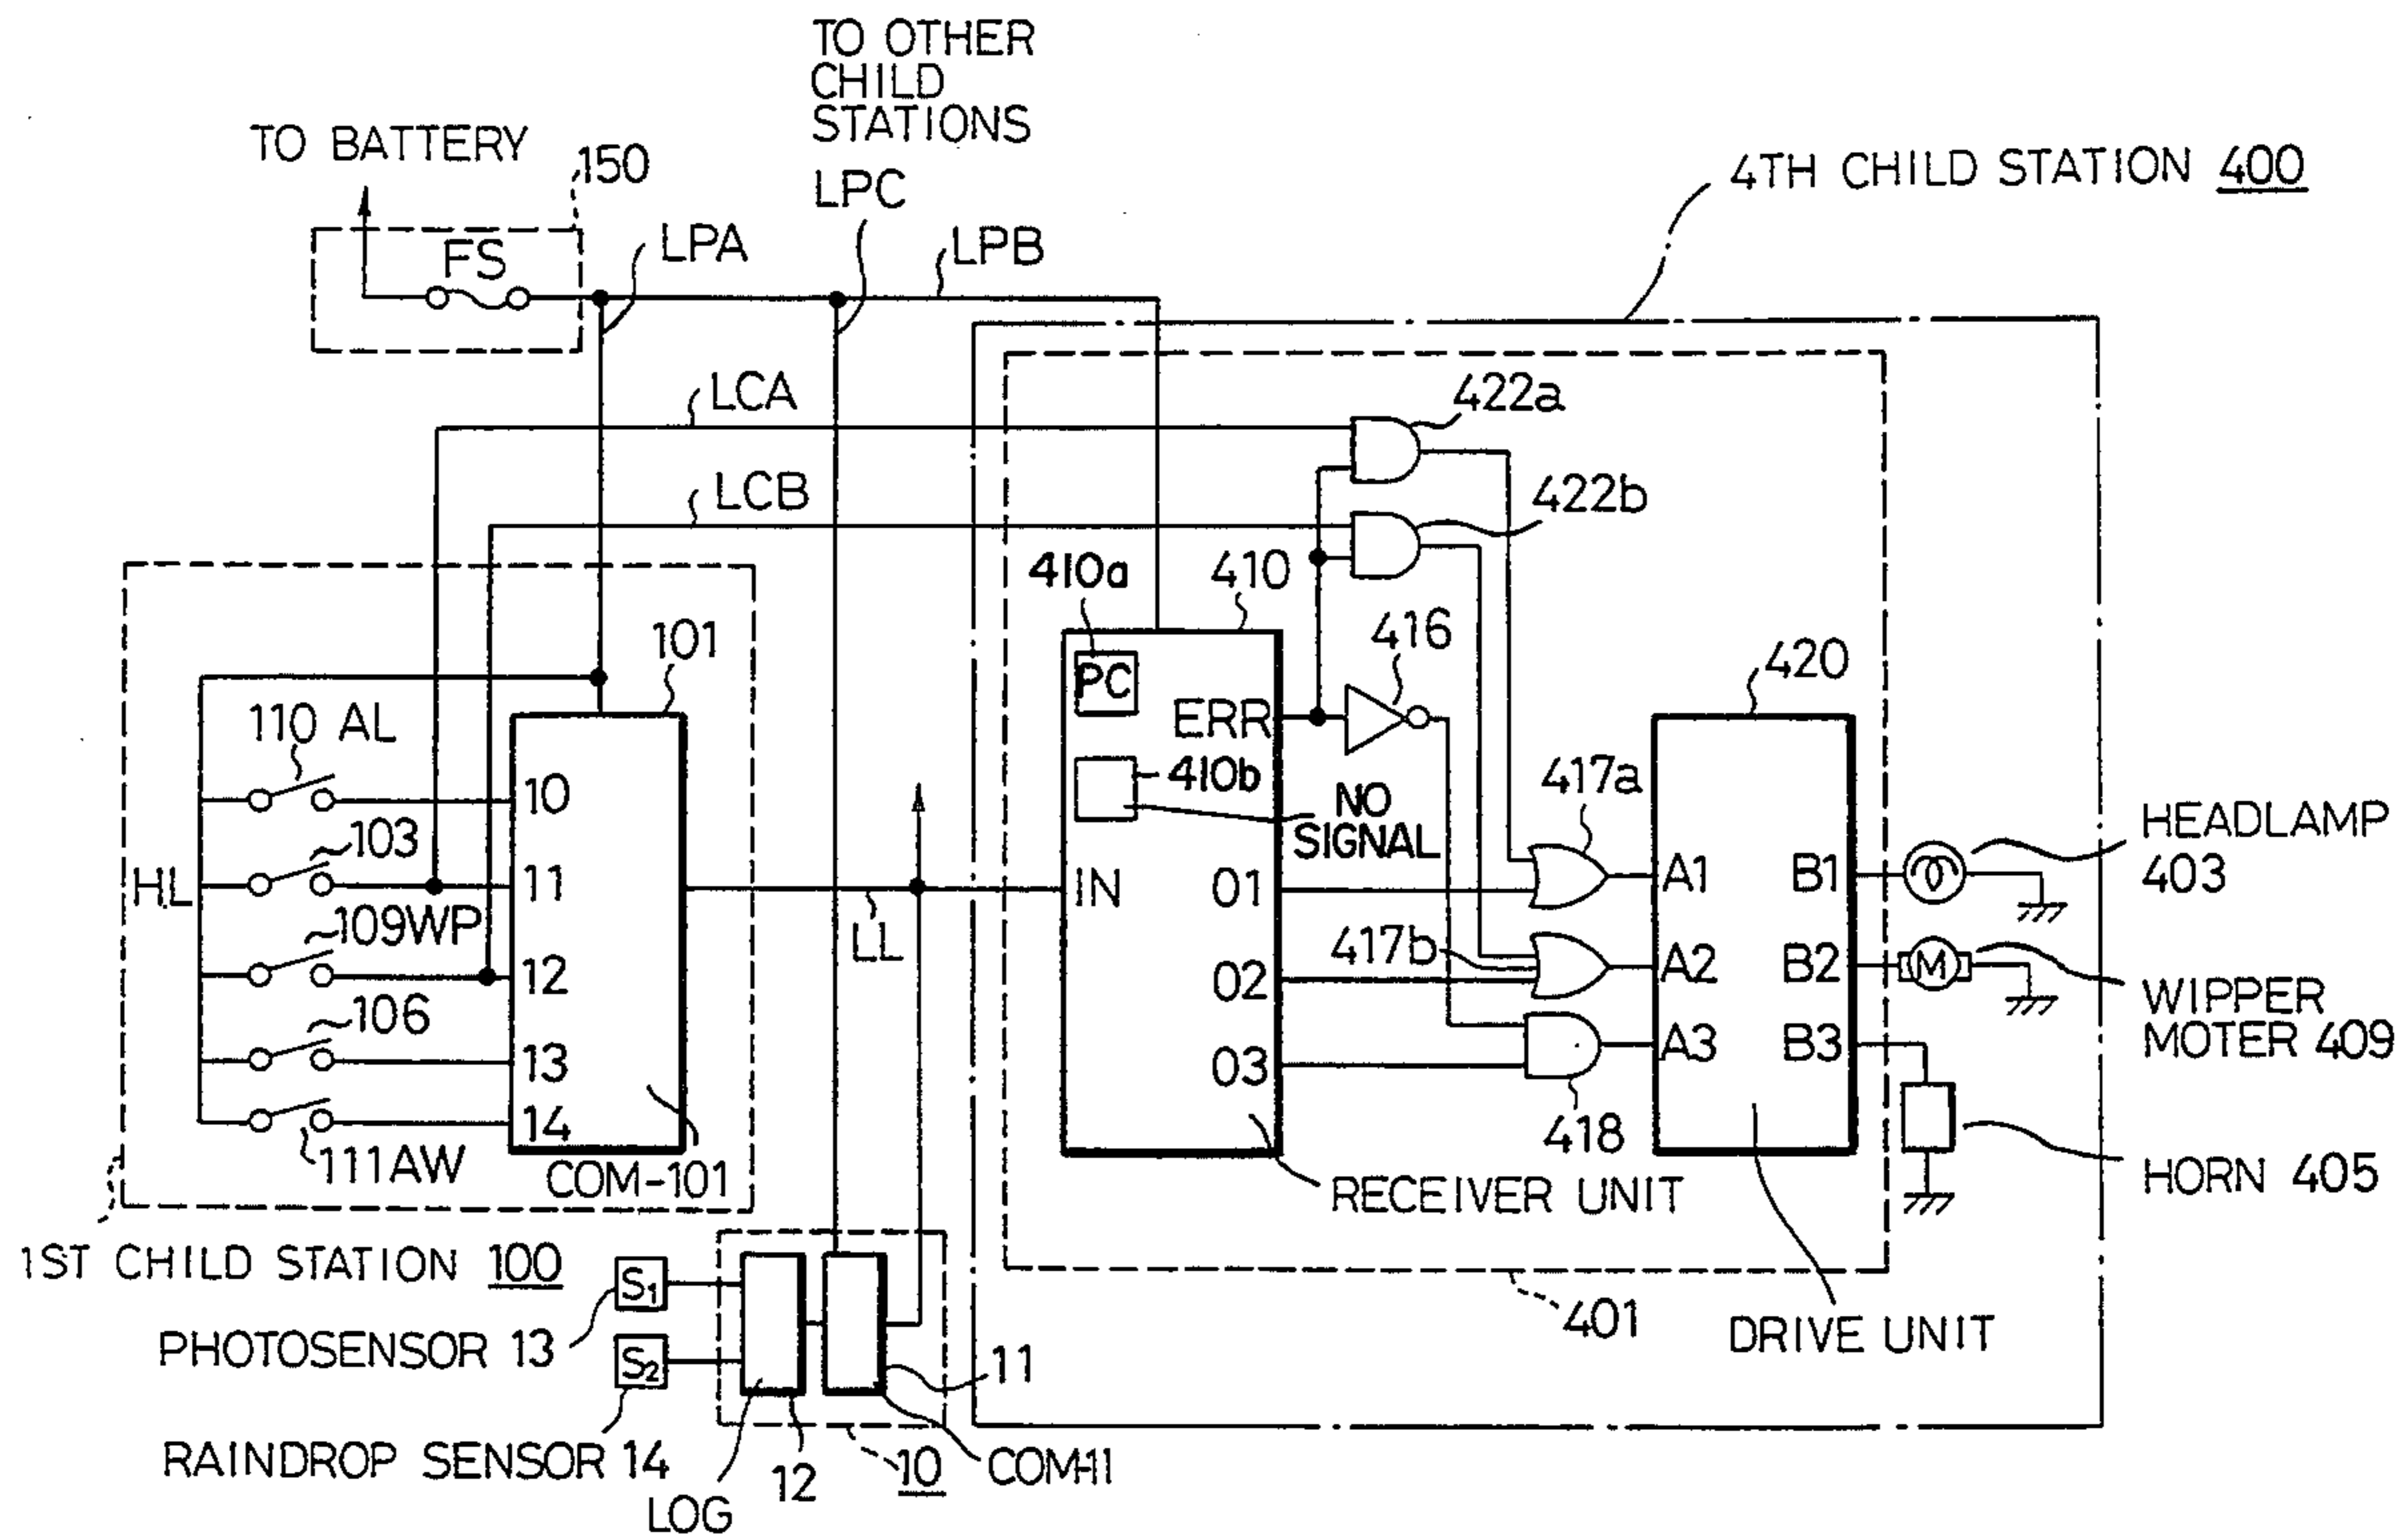 TO OTHER
CHILD
STATIONS
TO BATTERY
150
LPC
4TH CHILD STATION 400
FS
LPA
LPB
LCA
422a
LCB
422b
410a
410
416
101
PC
420
110 AL
ERR
410b
417a
10
NO
SIGNAL
HEADLAMP
403
103
HL
11
IN
01
A1
B1
109WP
LL
417b
A2
B2
12
02
WIPPER
MOTER 409
106
13
03
A3
B3
14
418
111AW
COM-101
RECEIVER UNIT
HORN 405
1ST CHILD STATION 100
S1
401
PHOTOSENSOR 13
S2
11
DRIVE UNIT
RAINDROP SENSOR 14
12
10
COM-11
LOG